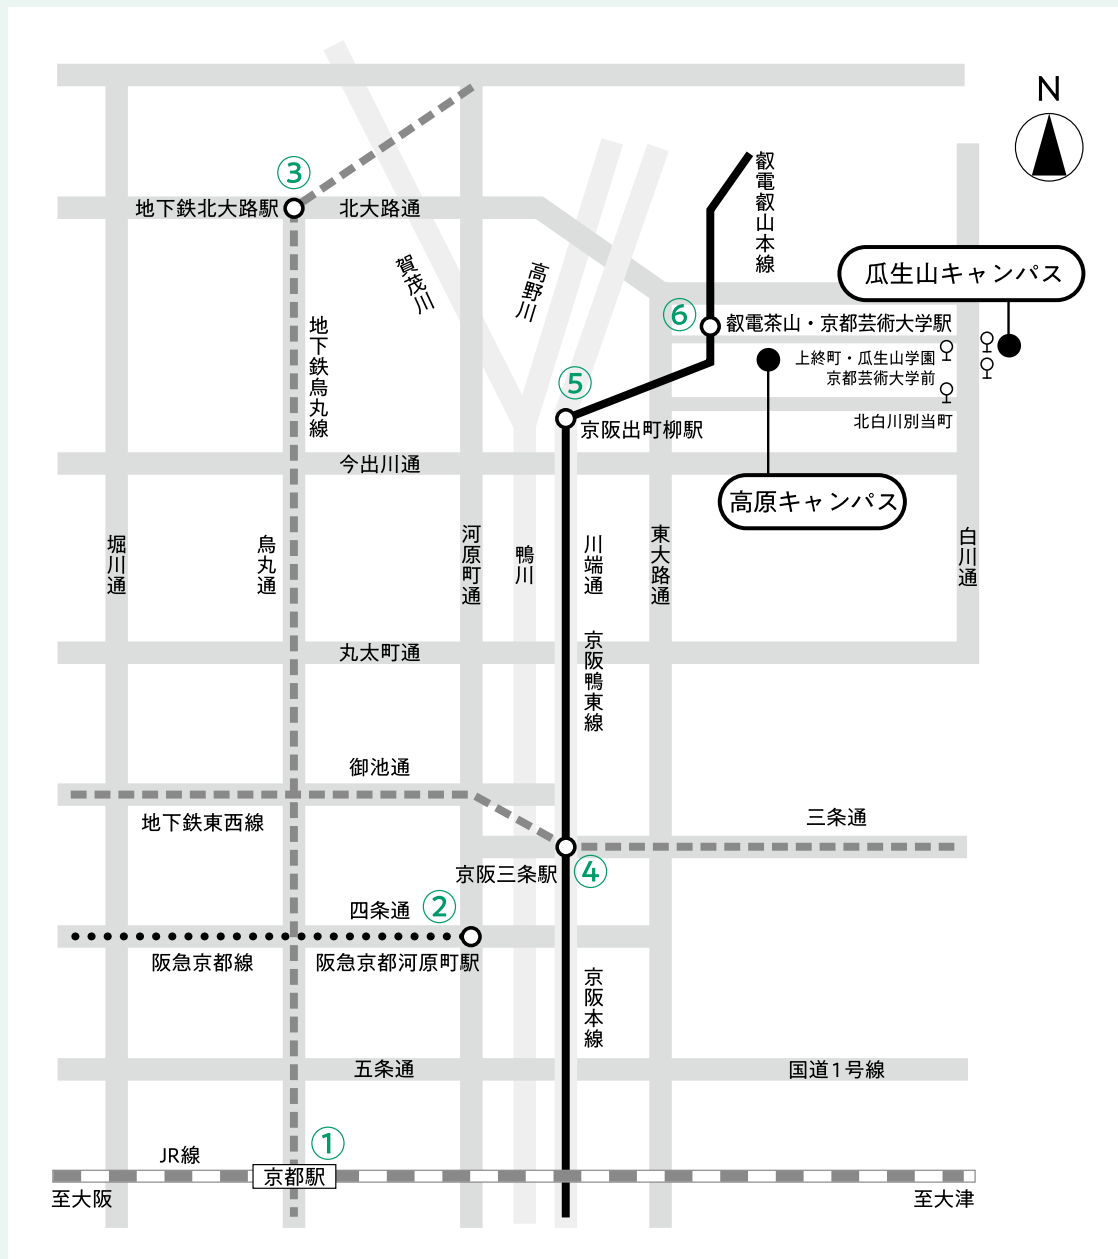 N
叡電叡山本線
③
地下鉄北大路駅
北大路通
賀茂川
高野川
瓜生山キャンパス
⑥
叡電茶山・京都芸術大学駅
地下鉄烏丸線
上終町・瓜生山学園
京都芸術大学前
⑤
京阪出町柳駅
北白川別当町
今出川通
高原キャンパス
堀川通
烏丸通
河原町通
鴨川
川端通
東大路通
白川通
丸太町通
京阪鴨東線
御池通
地下鉄東西線
三条通
京阪三条駅
④
四条通
②
阪急京都線
阪急京都河原町駅
京阪本線
五条通
国道1号線
①
JR線
京都駅
至大阪
至大津